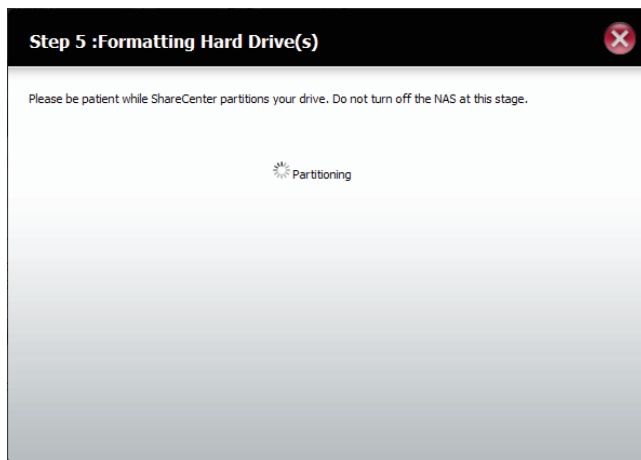 Step 5 :Formatting Hard Drive(s)
Please be patient while ShareCenter partitions your drive. Do not turn off the NAS at this stage.
Partitioning